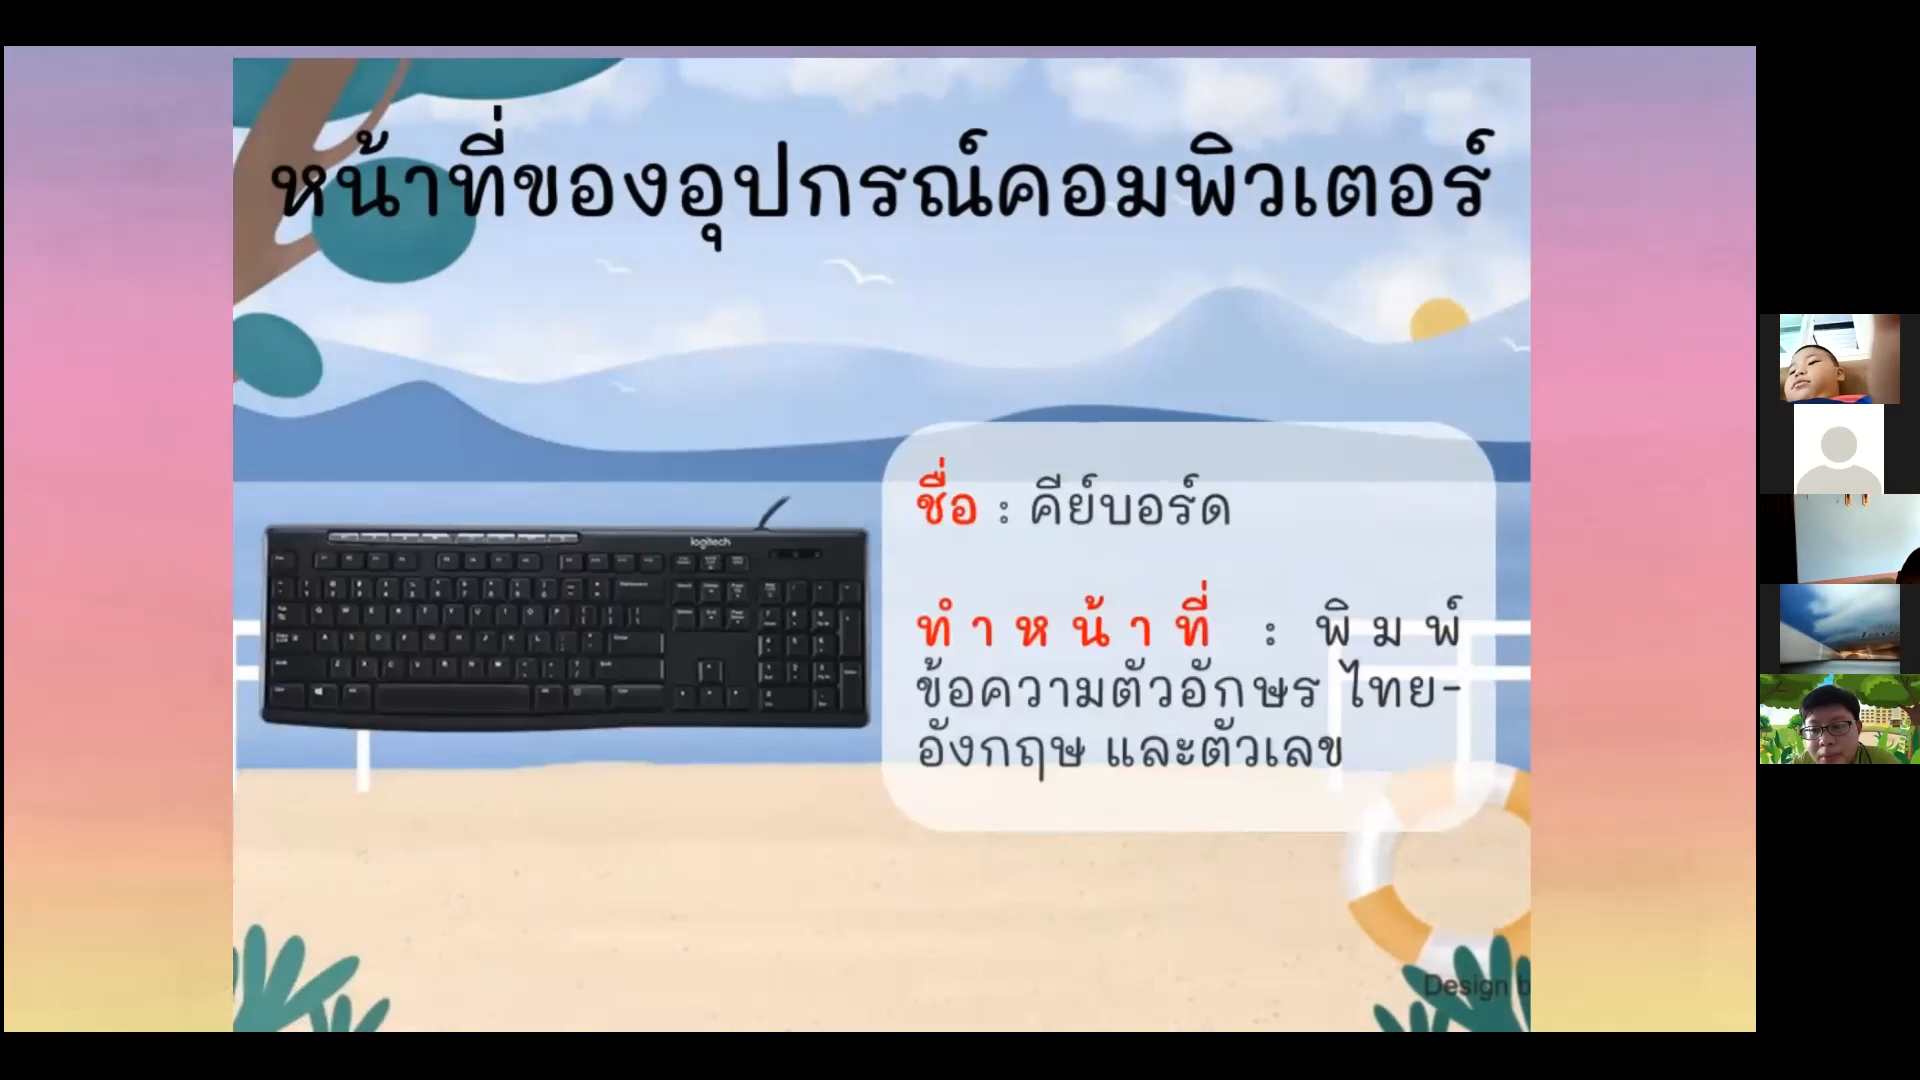 หน้าที่ของอุปกรณ์คอมพิวเตอร์
logitech
ชื่อ : คีย์บอร์ด
ทำหน้าที่ : พิมพ์
ข้อความตัวอักษร ไทย-
อังกฤษ และตัวเลข
Design b